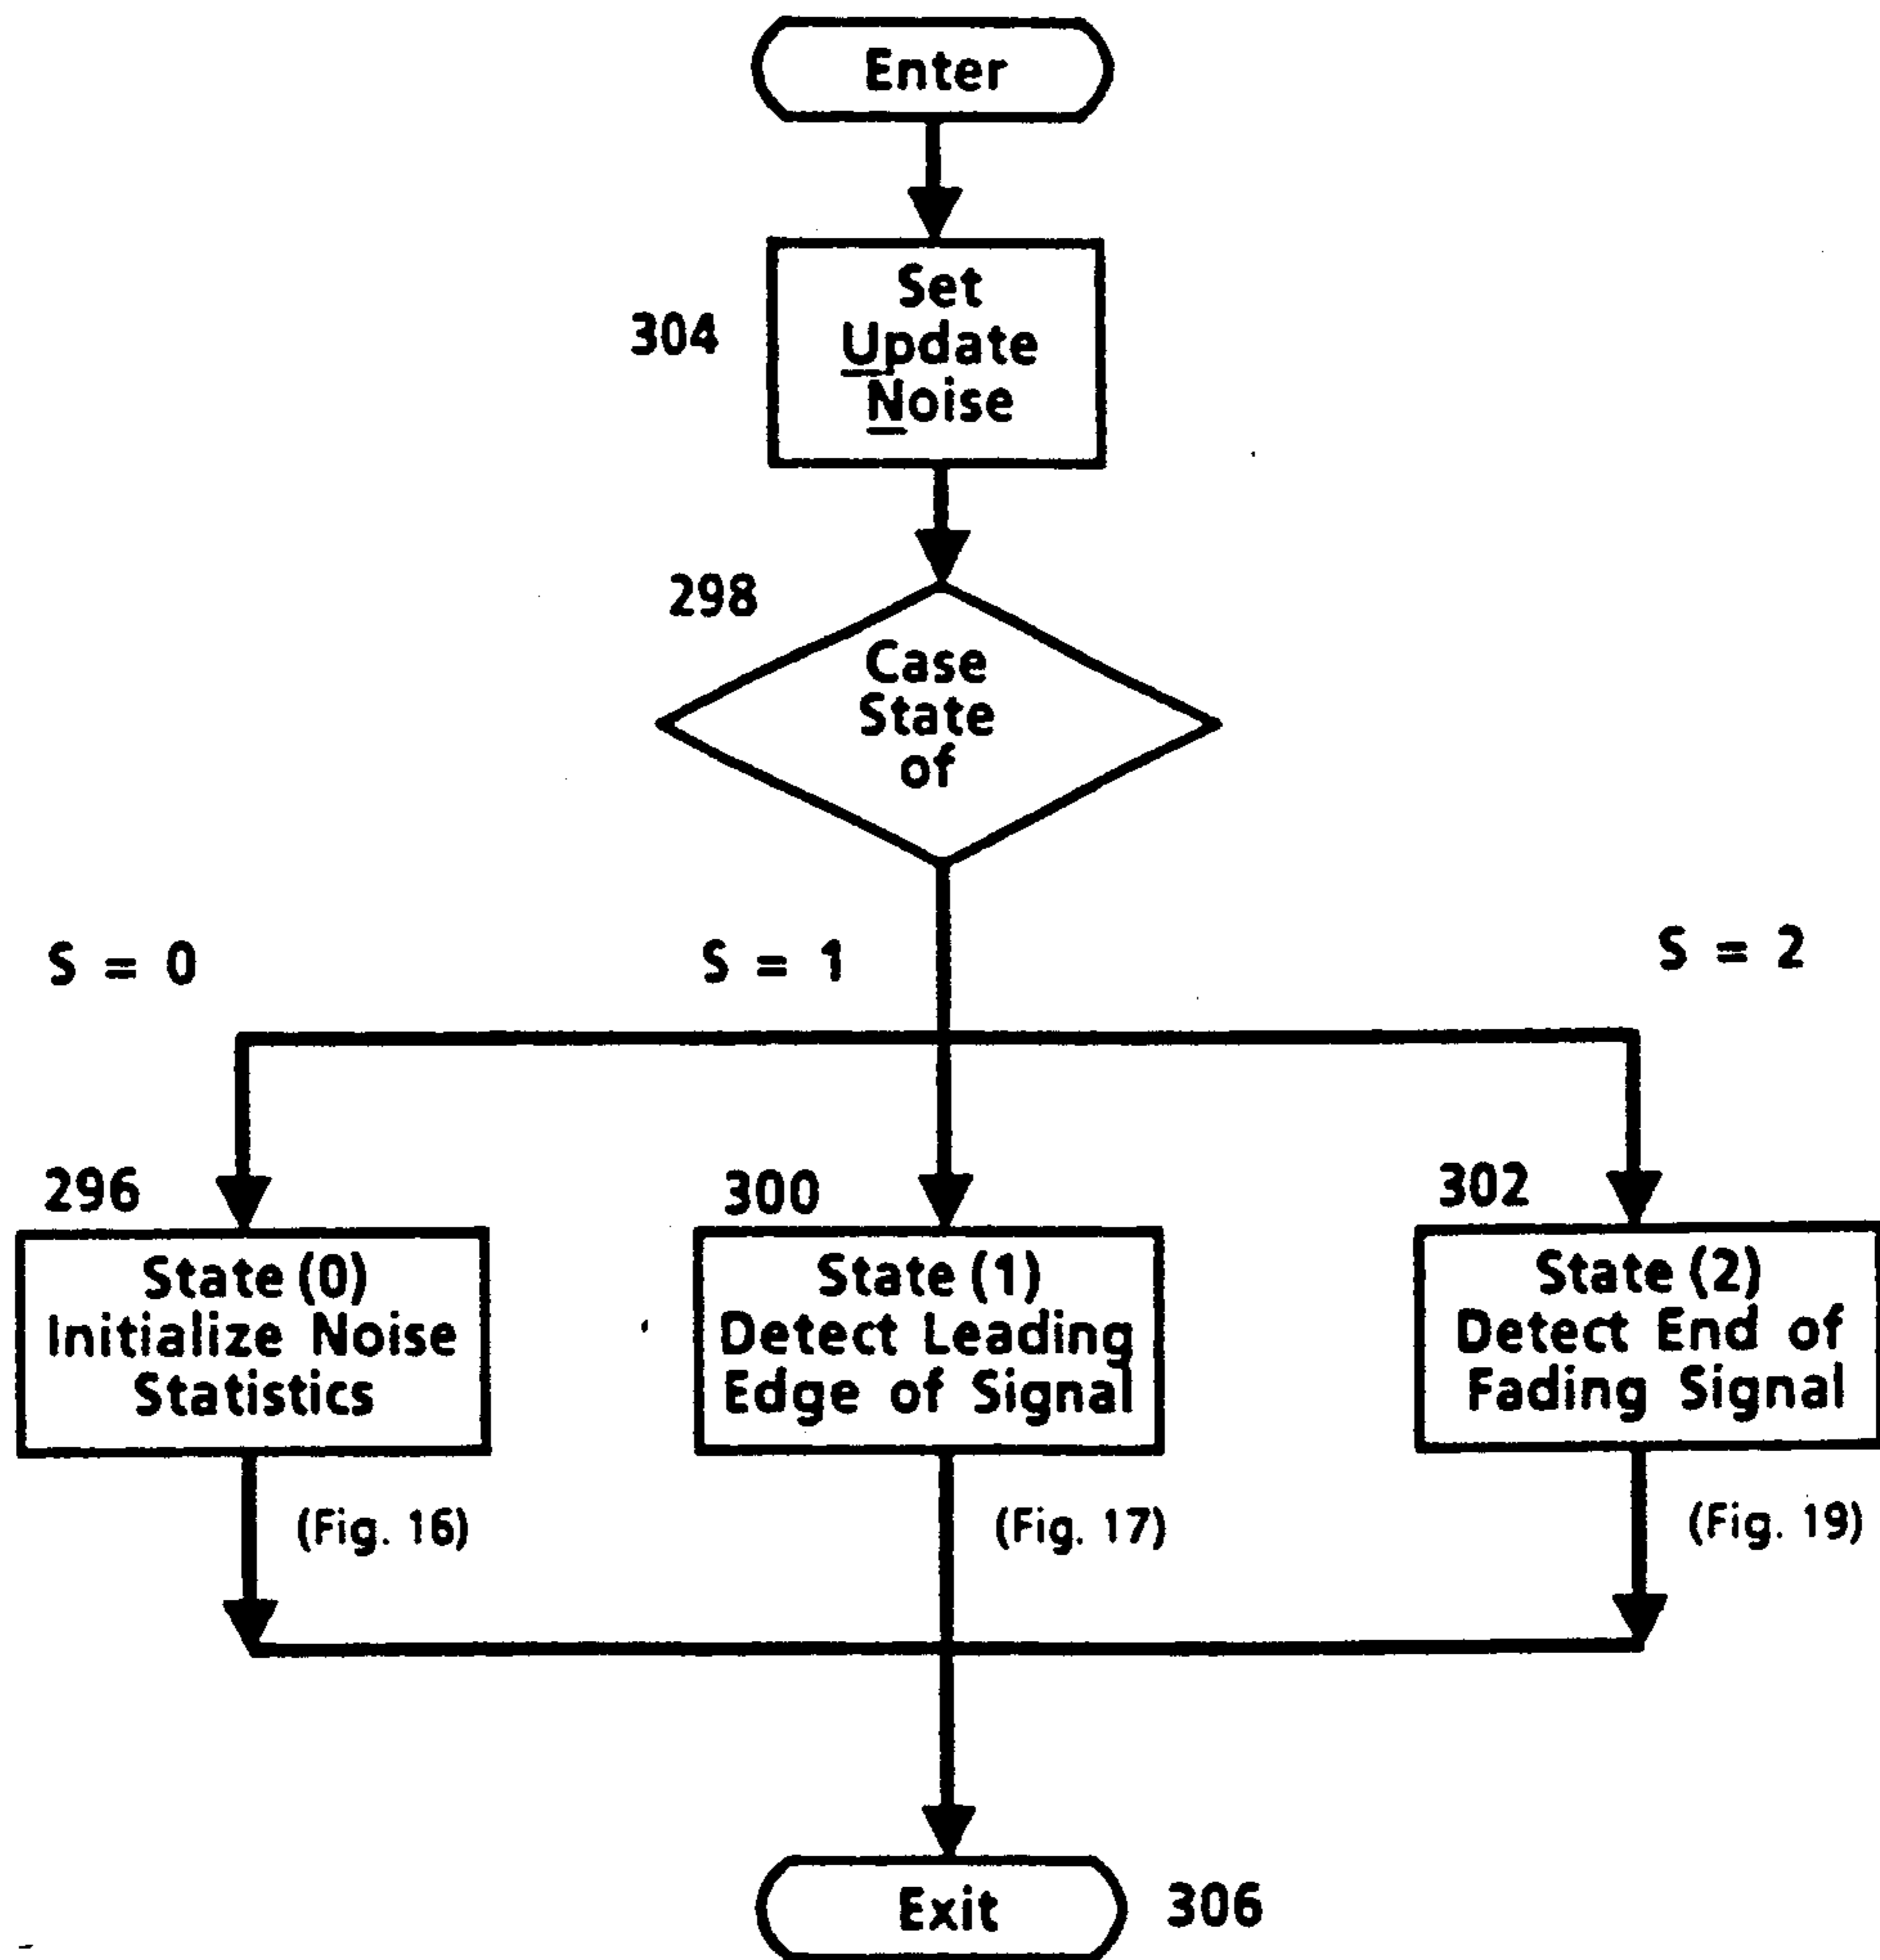 Enter
304
Set
Update
Noise
298
Case
State
of
S = 0
S = 1
S = 2
296
State (0)
Initialize Noise
Statistics
(Fig. 16)
300
State (1)
Detect Leading
Edge of Signal
(Fig. 17)
302
State (2)
Detect End of
Fading Signal
(Fig. 19)
Exit
306